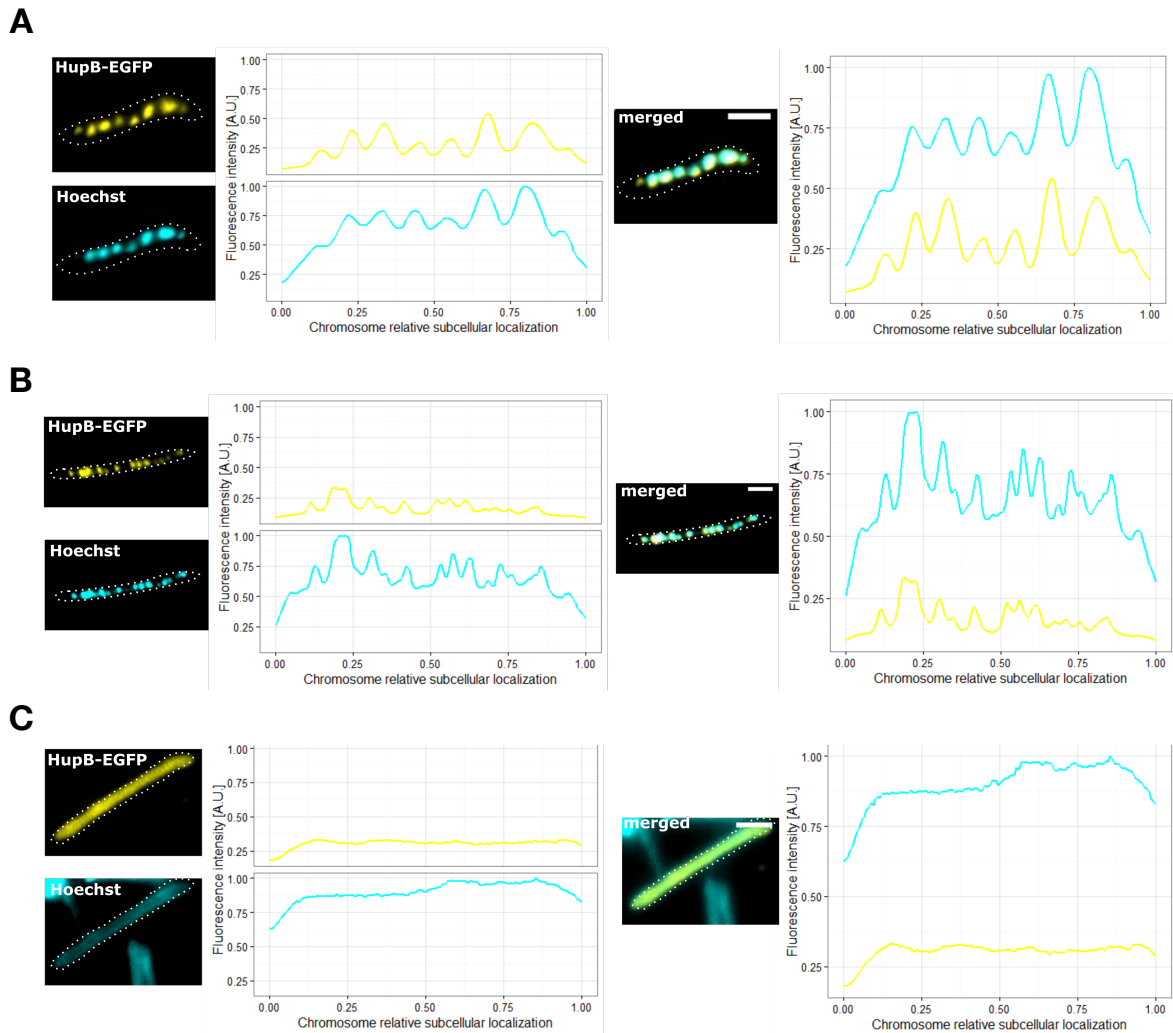 A
HupB-EGFP
Hoechst
1.00
0.75
0.50
0.25
1.00
0.75
0.50
0.25
Fluorescence intensity [A.U.]
0.00 0.25 0.50 0.75 1.00
Chromosome relative subcellular localization
merged
1.00
0.75
0.50
0.25
Fluorescence intensity [A.U.]
0.00 0.25 0.50 0.75 1.00
Chromosome relative subcellular localization
B
HupB-EGFP
Hoechst
1.00
0.75
0.50
0.25
1.00
0.75
0.50
0.25
Fluorescence intensity [A.U.]
0.00 0.25 0.50 0.75 1.00
Chromosome relative subcellular localization
merged
1.00
0.75
0.50
0.25
Fluorescence intensity [A.U.]
0.00 0.25 0.50 0.75 1.00
Chromosome relative subcellular localization
C
HupB-EGFP
Hoechst
1.00
0.75
0.50
0.25
1.00
0.75
0.50
0.25
Fluorescence intensity [A.U.]
0.00 0.25 0.50 0.75 1.00
Chromosome relative subcellular localization
merged
1.00
0.75
0.50
0.25
Fluorescence intensity [A.U.]
0.00 0.25 0.50 0.75 1.00
Chromosome relative subcellular localization